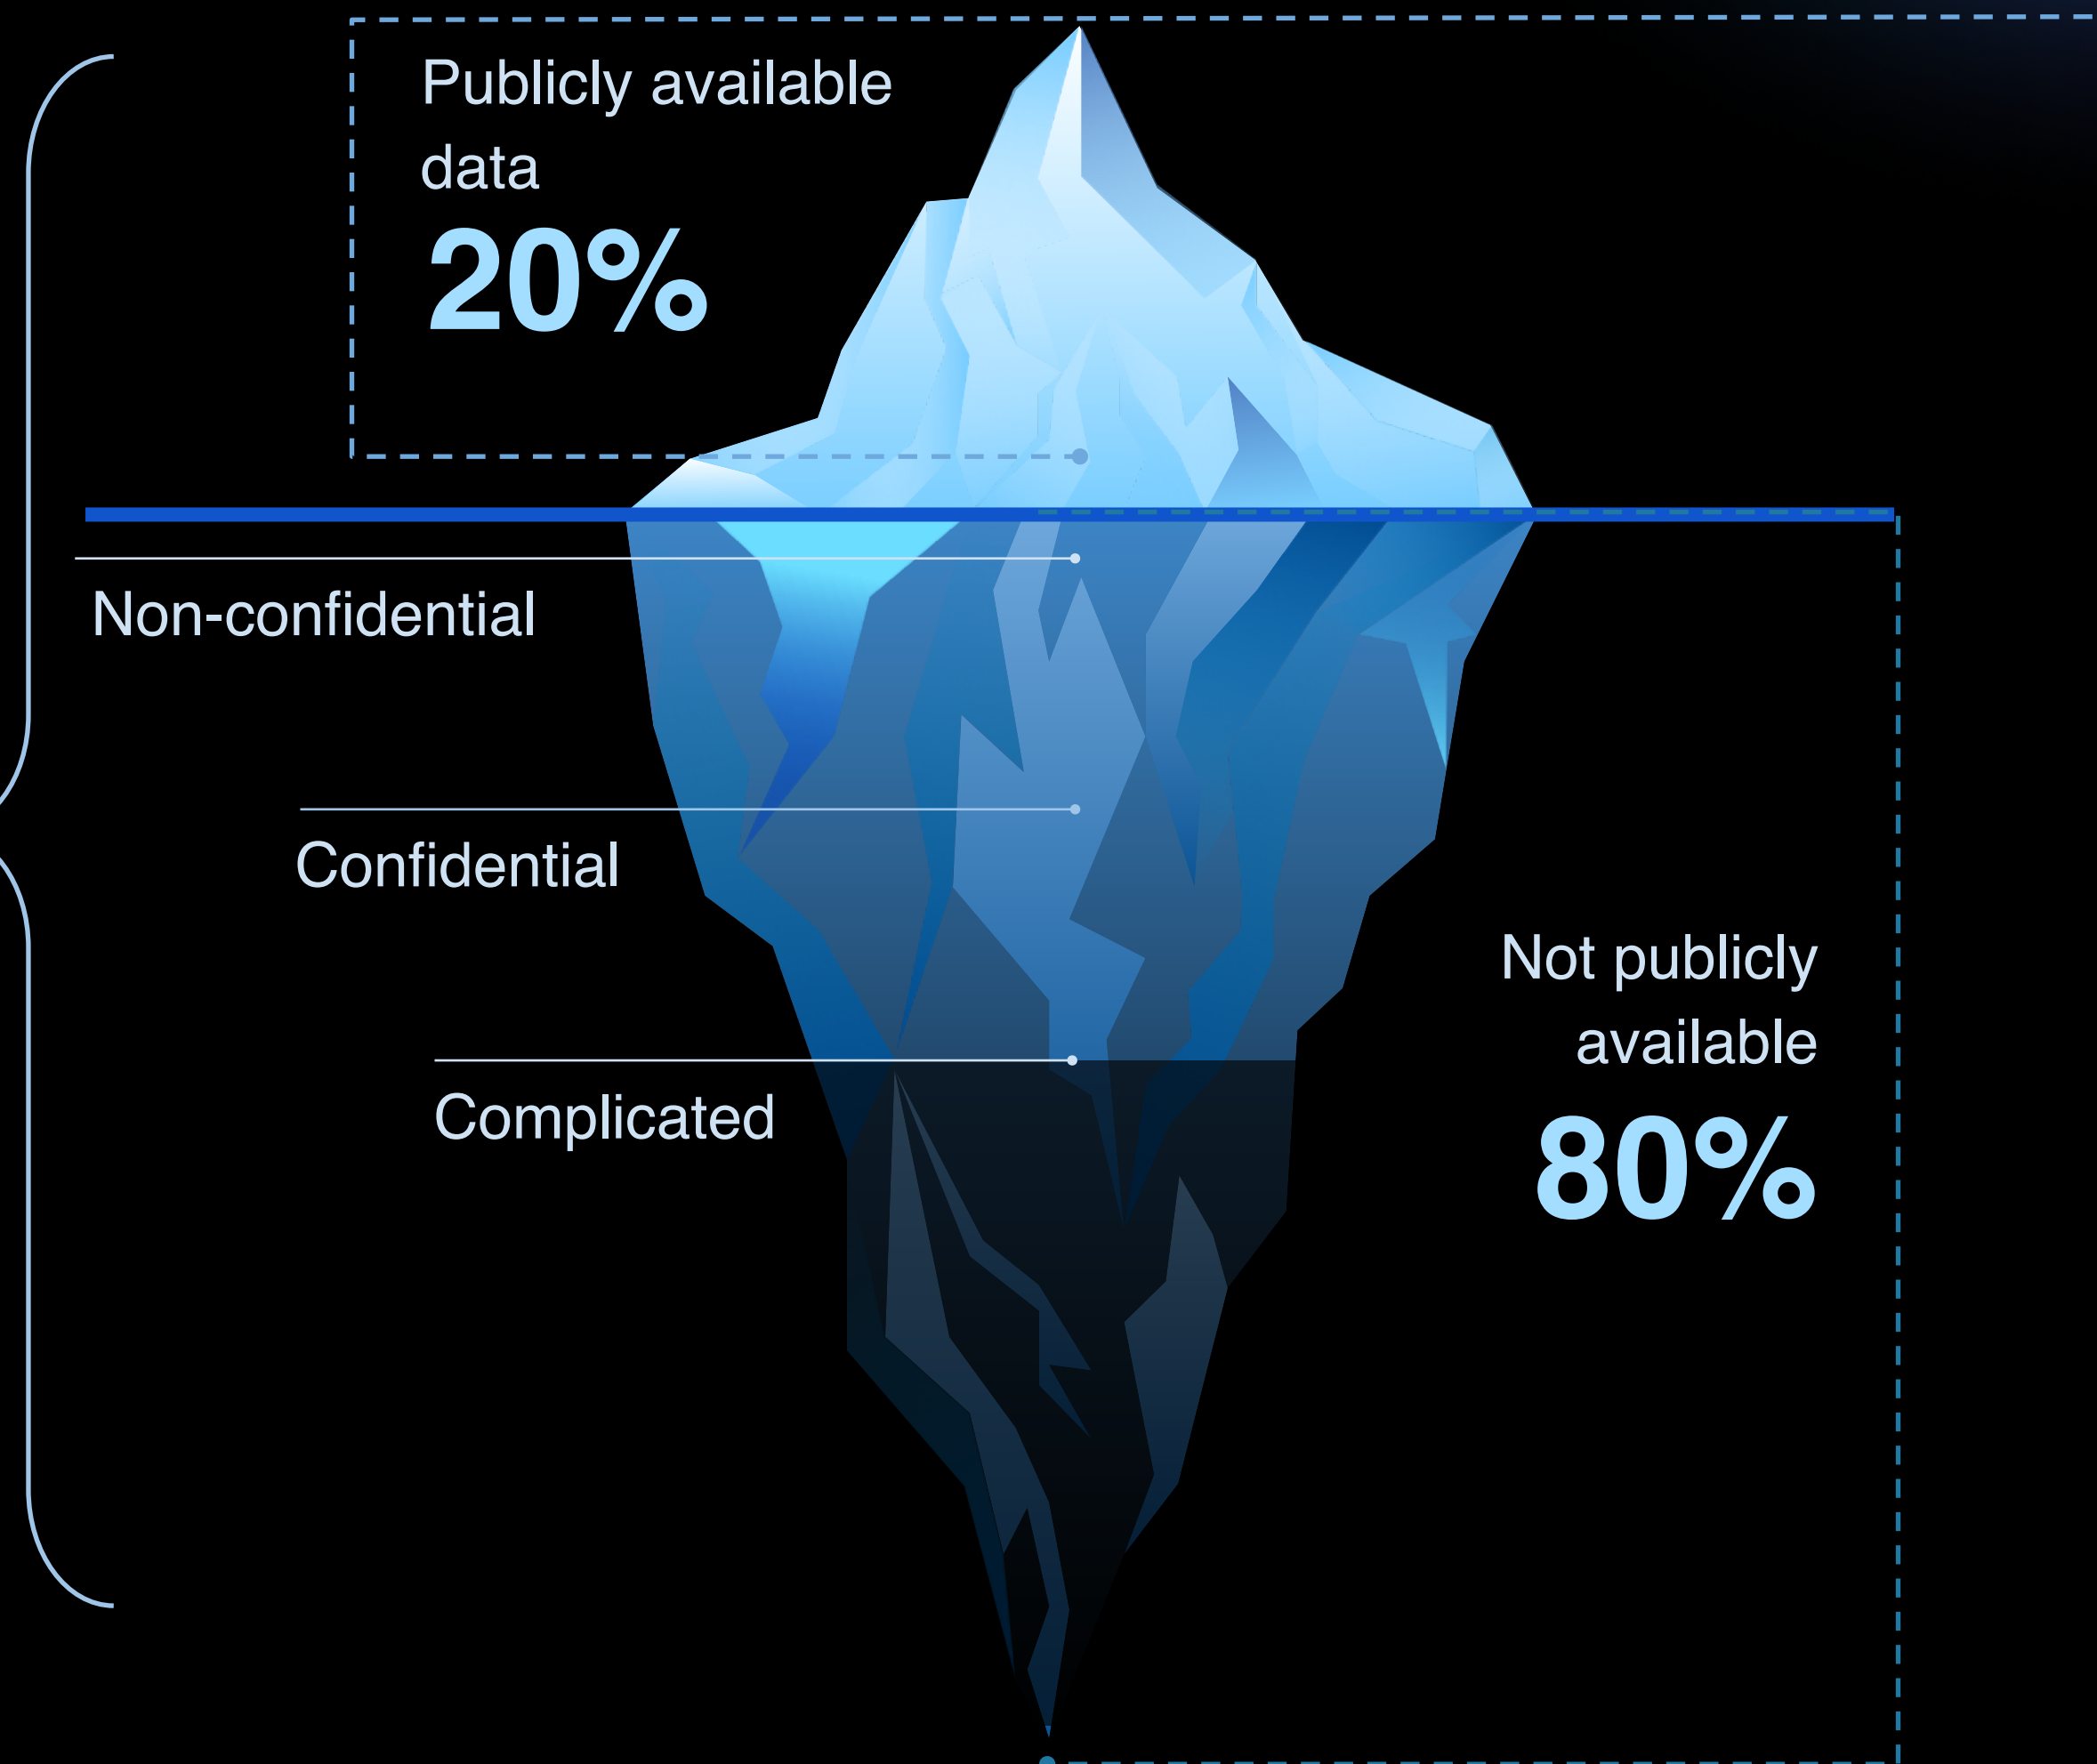 Publicly available
data
20%
Non-confidential
Confidential
Complicated
Not publicly
available
80%